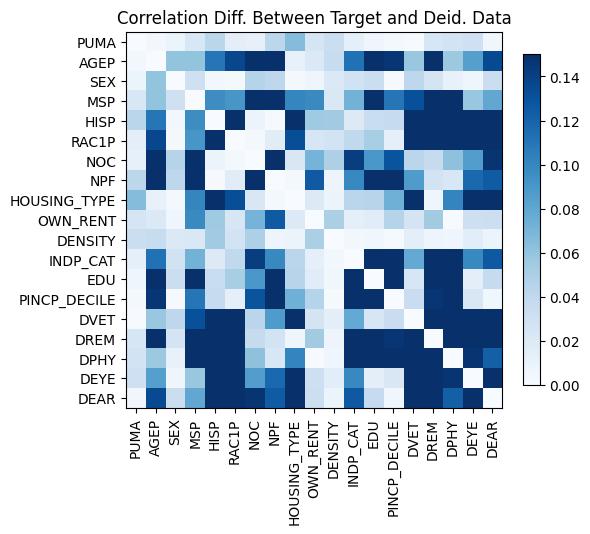 Correlation Diff. Between Target and Deid. Data
PUMA
AGEP
SEX
MSP
HISP
RAC1P
NOC
NPF
HOUSING_TYPE
OWN_RENT
DENSITY
INDP_CAT
EDU
PINCP_DECILE
DVET
DREM
DPHY
DEYE
DEAR
PUMA
AGEP
SEX
MSP
HISP
RAC1P
NOC
NPF
HOUSING_TYPE
OWN_RENT
DENSITY
INDP_CAT
EDU
PINCP_DECILE
DVET
DREM
DPHY
DEYE
DEAR
0.14
0.12
0.10
0.08
0.06
0.04
0.02
0.00